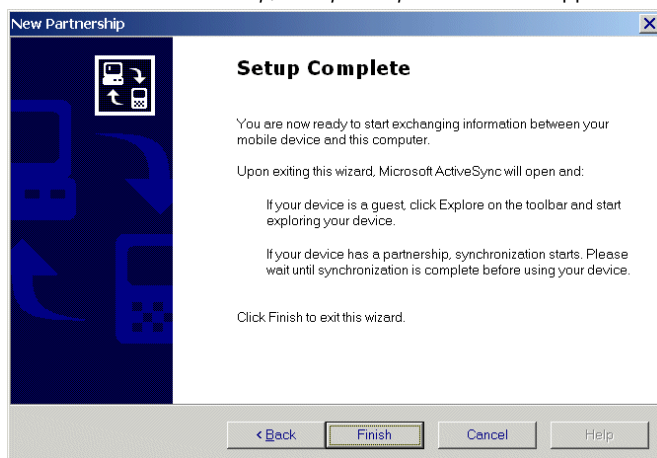 New Partnership
Setup Complete
You are now ready to start exchanging information between your
mobile device and this computer.
Upon exiting this wizard, Microsoft ActiveSync will open and:
If your device is a guest, click Explore on the toolbar and start
exploring your device.
If your device has a partnership, synchronization starts. Please
wait until synchronization is complete before using your device.
Click Finish to exit this wizard.
< Back Finish Cancel Help